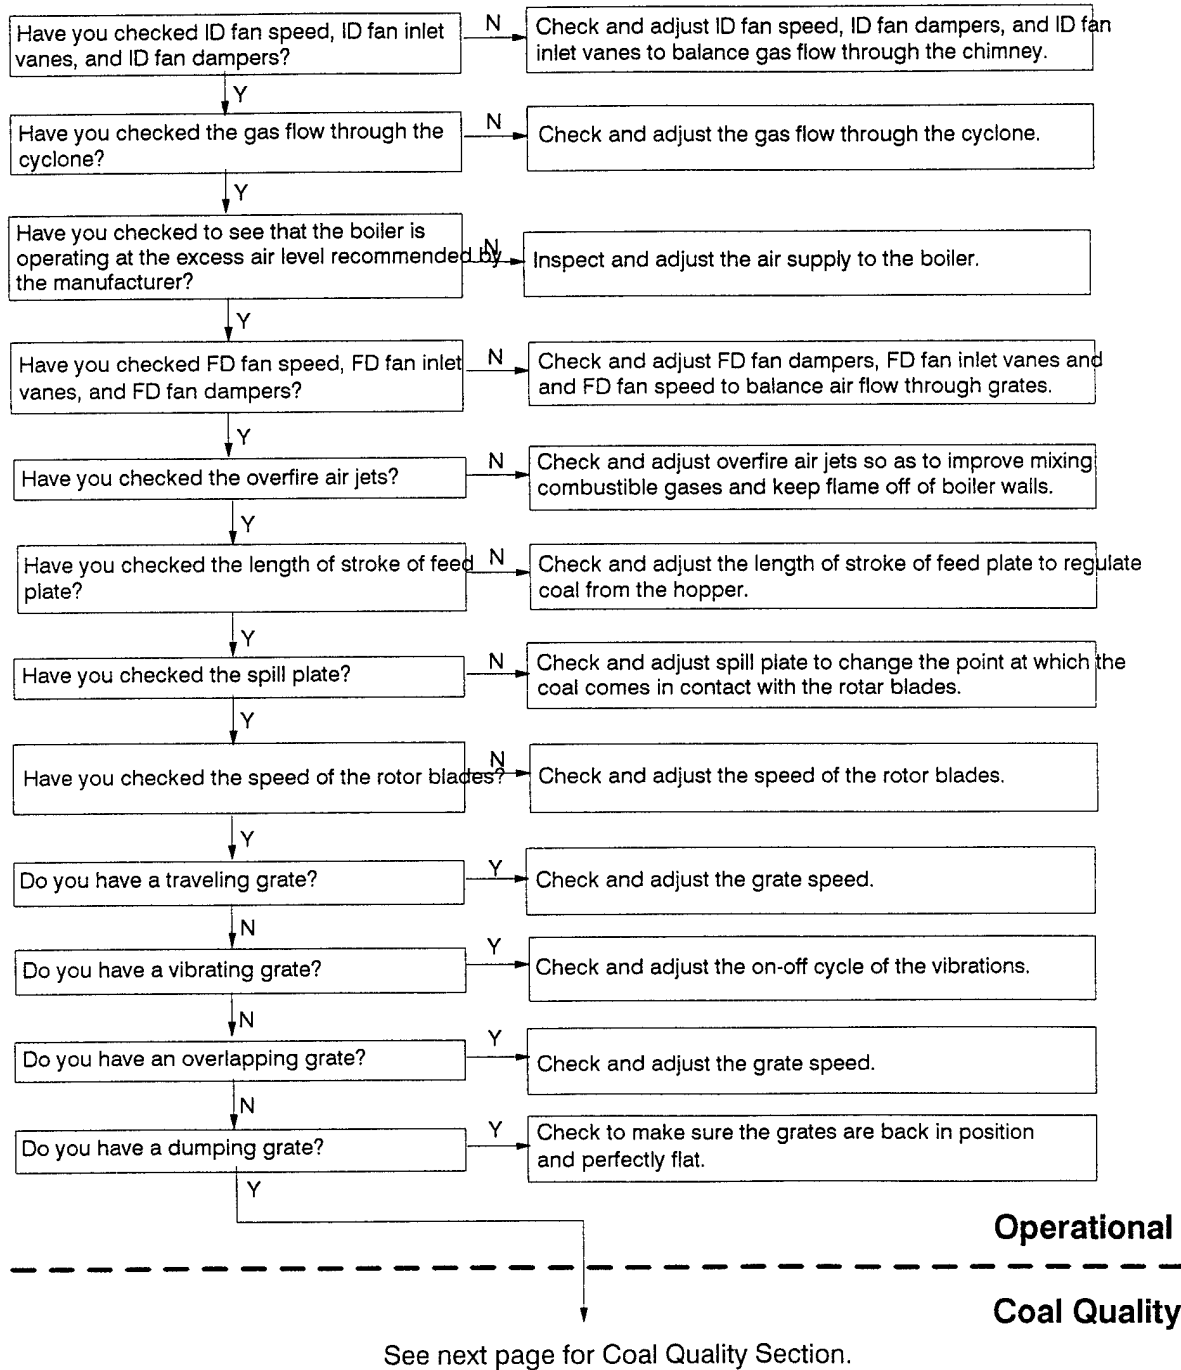 Have you checked ID fan speed, ID fan inlet
vanes, and ID fan dampers?
N
Check and adjust ID fan speed, ID fan dampers, and ID fan
inlet vanes to balance gas flow through the chimney.
Y
Have you checked the gas flow through the
cyclone?
N
Check and adjust the gas flow through the cyclone.
Y
Have you checked to see that the boiler is
operating at the excess air level recommended by
the manufacturer?
N
Inspect and adjust the air supply to the boiler.
Y
Have you checked FD fan speed, FD fan inlet
vanes, and FD fan dampers?
N
Check and adjust FD fan dampers, FD fan inlet vanes and
and FD fan speed to balance air flow through grates.
Y
Have you checked the overfire air jets?
N
Check and adjust overfire air jets so as to improve mixing
combustible gases and keep flame off of boiler walls.
Y
Have you checked the length of stroke of feed
plate?
N
Check and adjust the length of stroke of feed plate to regulate
coal from the hopper.
Y
Have you checked the spill plate?
N
Check and adjust spill plate to change the point at which the
coal comes in contact with the rotar blades.
Y
Have you checked the speed of the rotor blades?
N
Check and adjust the speed of the rotor blades.
Y
Do you have a traveling grate?
Y
Check and adjust the grate speed.
N
Do you have a vibrating grate?
Y
Check and adjust the on-off cycle of the vibrations.
N
Do you have an overlapping grate?
Y
Check and adjust the grate speed.
N
Do you have a dumping grate?
Y
Check to make sure the grates are back in position
and perfectly flat.
Y
Operational
Coal Quality
See next page for Coal Quality Section.